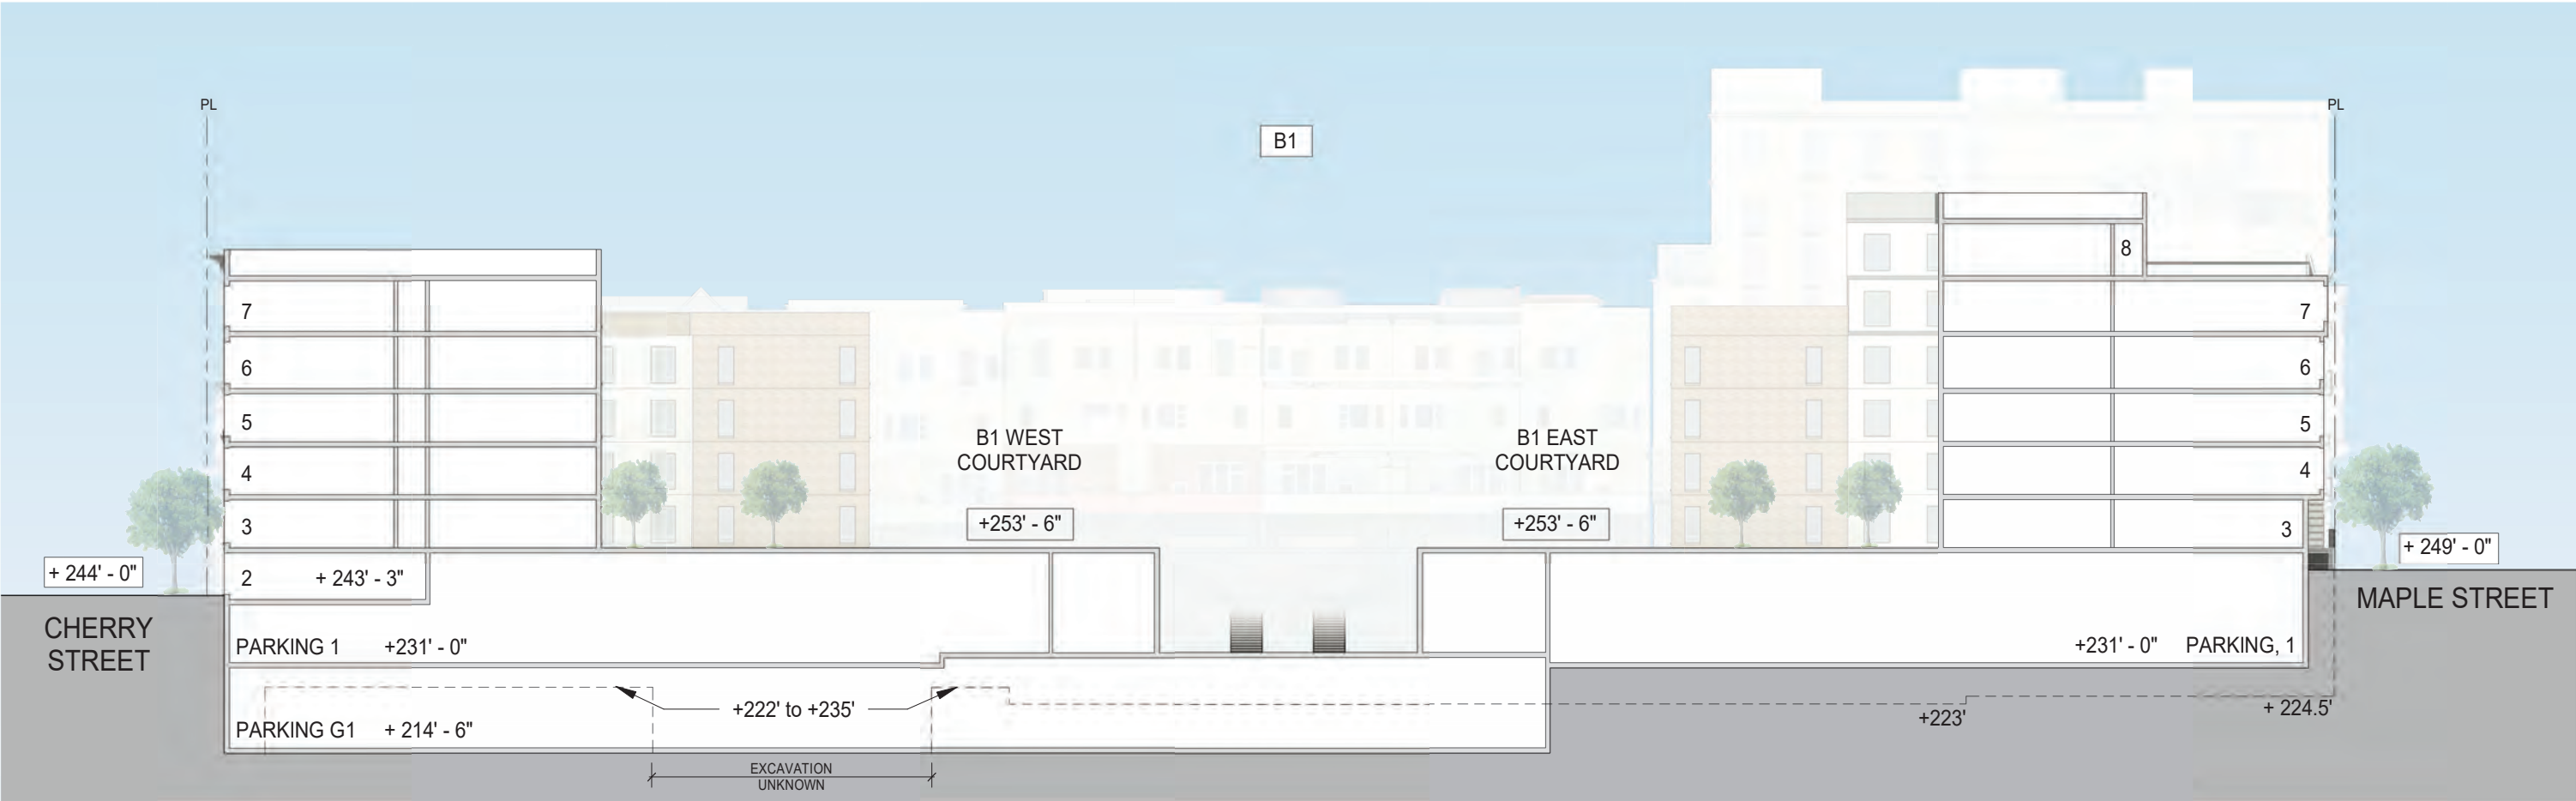 PL
PL
B1
8
7
7
6
6
5
5
B1 WEST
COURTYARD
B1 EAST
COURTYARD
4
4
3
+253' - 6"
+253' - 6"
3
+ 244' - 0"
2
+ 243' - 3"
+ 249' - 0"
CHERRY
STREET
MAPLE STREET
PARKING 1 +231' - 0"
+231' - 0" PARKING, 1
+222' to +235'
+223'
+ 224.5'
PARKING G1 + 214' - 6"
EXCAVATION
UNKNOWN